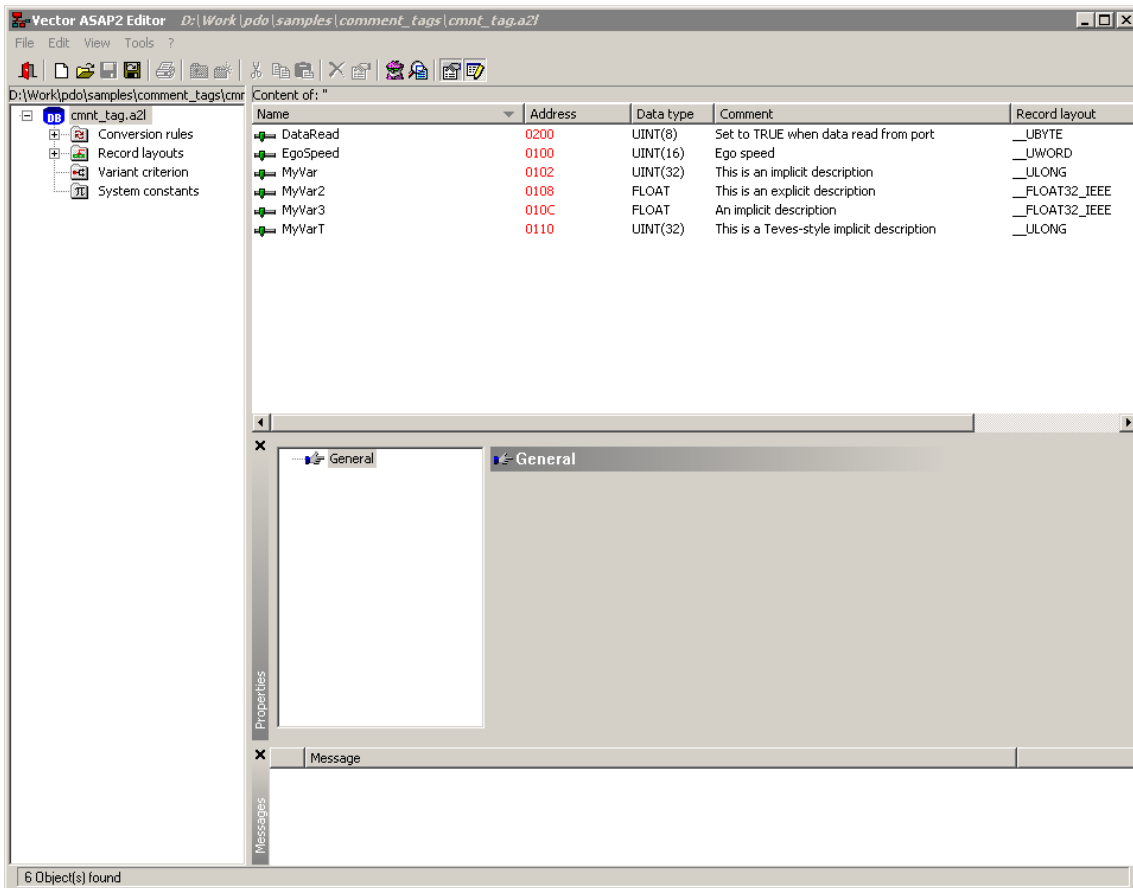 Vector ASAP2 Editor D:\Work\pdo\samples\comment_tags\cmnt_tag.a2l
File Edit View Tools ?
D:\Work\pdo\samples\comment_tags\cmr
Content of: "
DB cmnt_tag.a2l
Conversion rules
Record layouts
Variant criterion
System constants
Name Address Data type Comment Record layout
DataRead 0200 UINT(8) Set to TRUE when data read from port __UBYTE
EgoSpeed 0100 UINT(16) Ego speed __UWORD
MyVar 0102 UINT(32) This is an implicit description __ULONG
MyVar2 0108 FLOAT This is an explicit description __FLOAT32_IEEE
MyVar3 010C FLOAT An implicit description __FLOAT32_IEEE
MyVarT 0110 UINT(32) This is a Teves-style implicit description __ULONG
General
General
Properties
Message
Messages
6 Object(s) found